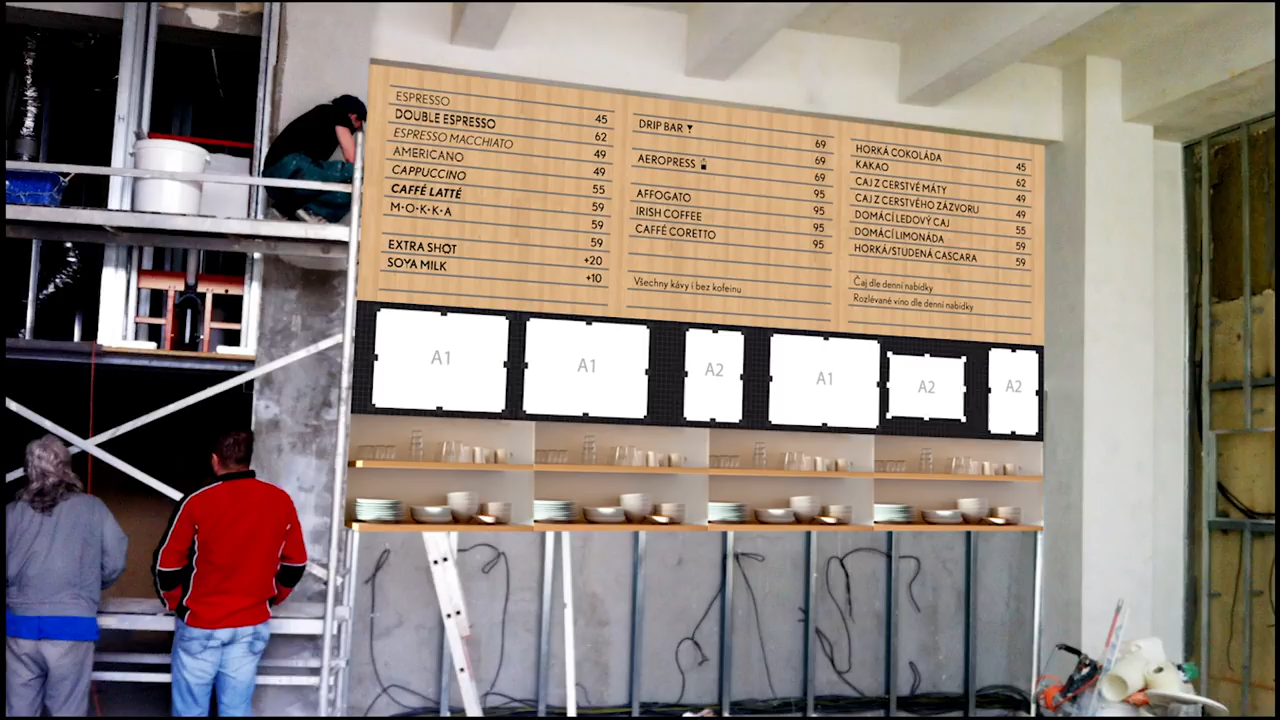 ESPRESSO 45
DOUBLE ESPRESSO 62
ESPRESSO MACCHIATO 49
AMERICANO 49
CAPPUCCINO 55
CAFFÉ LATTÉ 59
M·O·K·K·A 59
59
EXTRA SHOT +20
SOYA MILK +10
DRIP BAR 69
69
AEROPRESS 69
AFFOGATO 95
IRISH COFFEE 95
CAFFÉ CORETTO 95
Všechny kávy i bez kofeinu
HORKÁ ČOKOLÁDA 45
KAKAO 62
ČAJ Z ČERSTVÉ MÁTY 49
ČAJ Z ČERSTVÉHO ZÁZVORU 49
DOMÁCÍ LEDOVÝ ČAJ 55
DOMÁCÍ LIMONÁDA 59
HORKÁ/STUDENÁ CASCARA 59
Čaj dle denní nabídky
Rozlévané víno dle denní nabídky
A1
A1
A2
A1
A2
A2